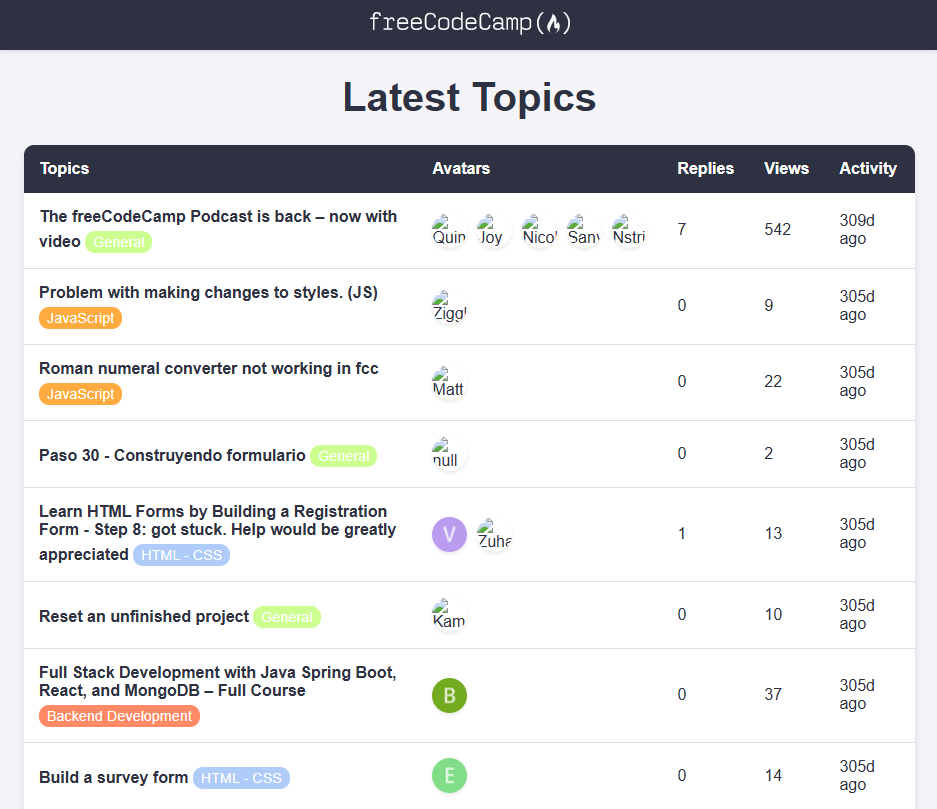 freeCodeCamp
Latest Topics
Topics Avatars Replies Views Activity
The freeCodeCamp Podcast is back – now with
video General
Quin Joy Nico Sany Nstri
7 542 309d
ago
Problem with making changes to styles. (JS)
JavaScript
Ziggl
0 9 305d
ago
Roman numeral converter not working in fcc
JavaScript
Matt
0 22 305d
ago
Paso 30 - Construyendo formulario General
null
0 2 305d
ago
Learn HTML Forms by Building a Registration
Form - Step 8: got stuck. Help would be greatly
appreciated HTML - CSS
V Zuha
1 13 305d
ago
Reset an unfinished project General
Kam
0 10 305d
ago
Full Stack Development with Java Spring Boot,
React, and MongoDB – Full Course
Backend Development
B
0 37 305d
ago
Build a survey form HTML - CSS
E
0 14 305d
ago